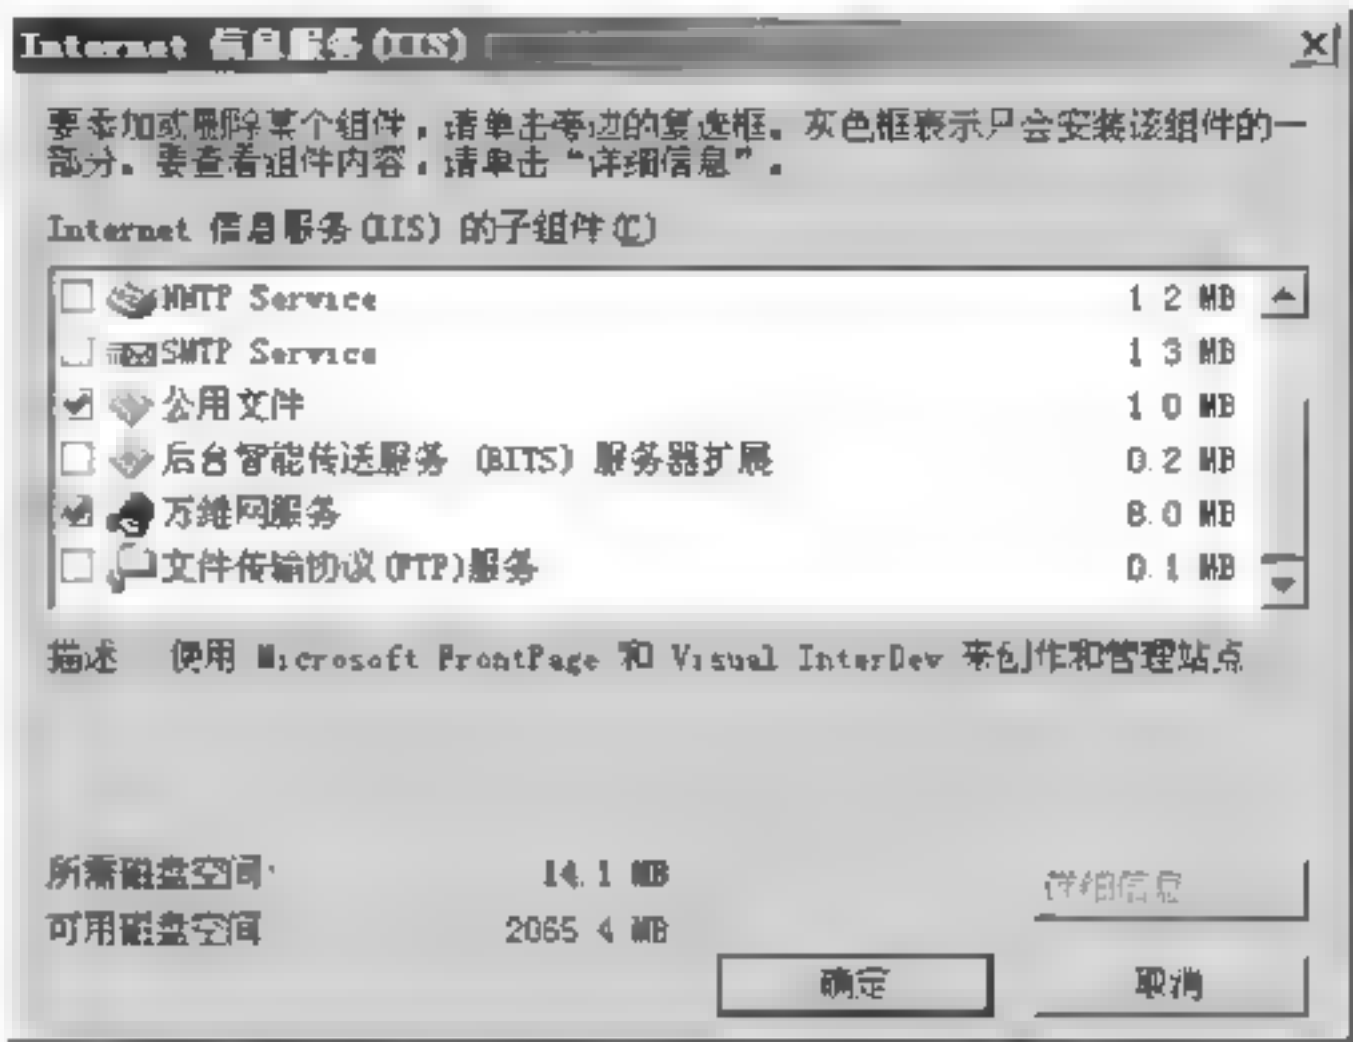 Internet 信息服务(IIS)
要添加或删除某个组件，请单击旁边的复选框。灰色框表示只会安装该组件的一
部分。要查看组件内容，请单击“详细信息”。
Internet 信息服务(IIS) 的子组件(C)
NNTP Service 1.2 MB
SMTP Service 1.3 MB
公用文件 1.0 MB
后台智能传送服务 (BITS) 服务器扩展 0.2 MB
万维网服务 8.0 MB
文件传输协议(FTP)服务 0.1 MB
描述 使用 Microsoft FrontPage 和 Visual InterDev 来创作和管理站点
所需磁盘空间: 14.1 MB
可用磁盘空间 2065.4 MB
详细信息
确定 取消